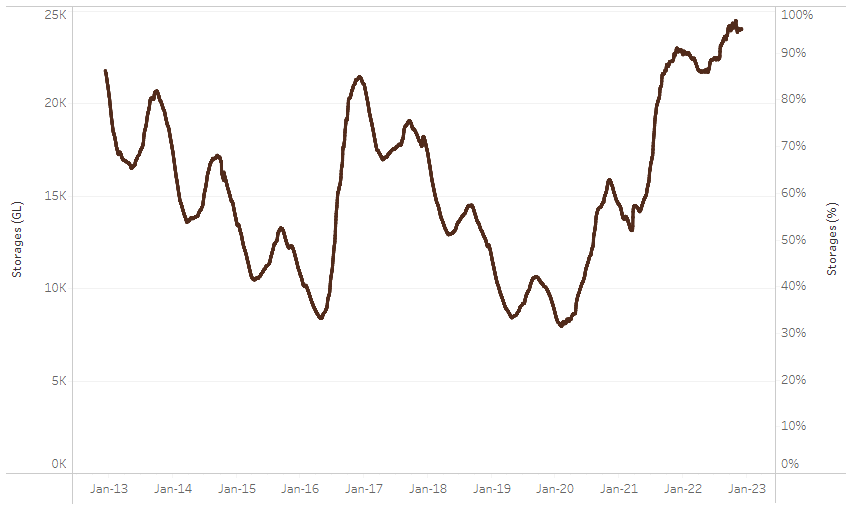 25K
20K
15K
10K
5K
0K
Storages (GL)
100%
90%
80%
70%
60%
50%
40%
30%
20%
10%
0%
Storages (%)
Jan-13 Jan-14 Jan-15 Jan-16 Jan-17 Jan-18 Jan-19 Jan-20 Jan-21 Jan-22 Jan-23